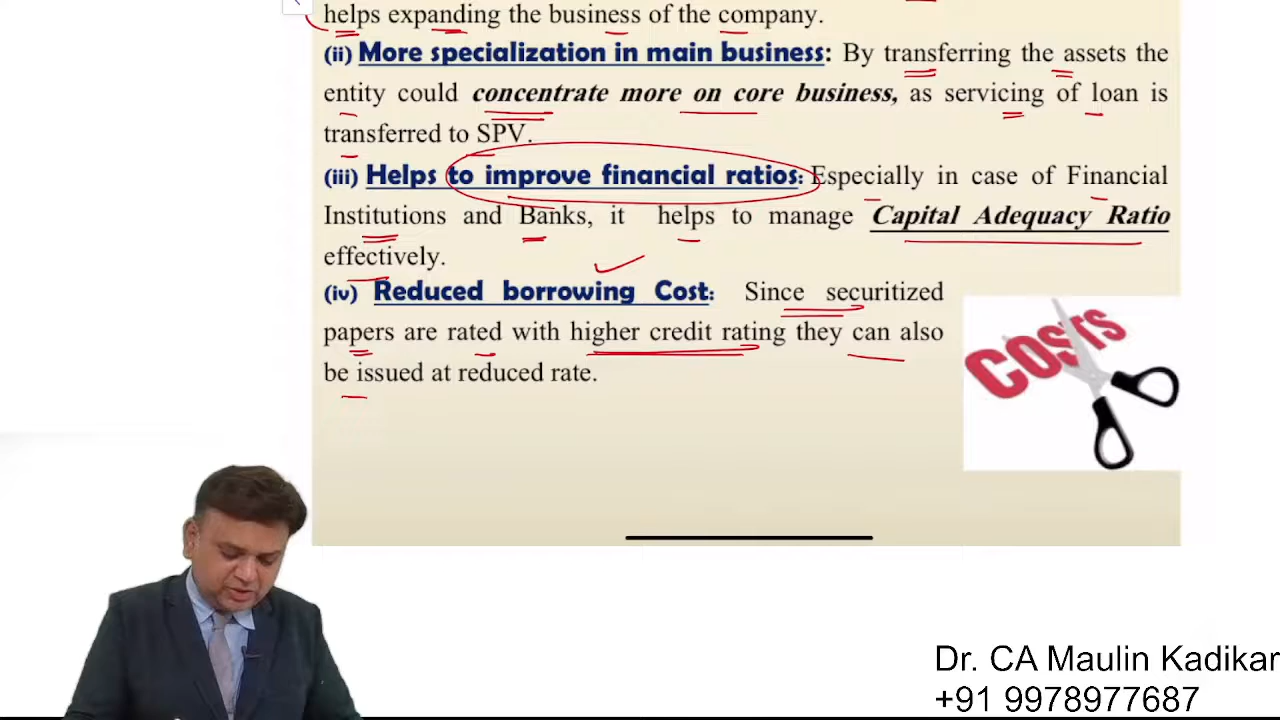 helps expanding the business of the company.
(ii) More specialization in main business: By transferring the assets the
entity could concentrate more on core business, as servicing of loan is
transferred to SPV.
(iii) Helps to improve financial ratios: Especially in case of Financial
Institutions and Banks, it helps to manage Capital Adequacy Ratio
effectively.
(iv) Reduced borrowing Cost: Since securitized
papers are rated with higher credit rating they can also
be issued at reduced rate.
COSTS
Dr. CA Maulin Kadikar
+91 9978977687